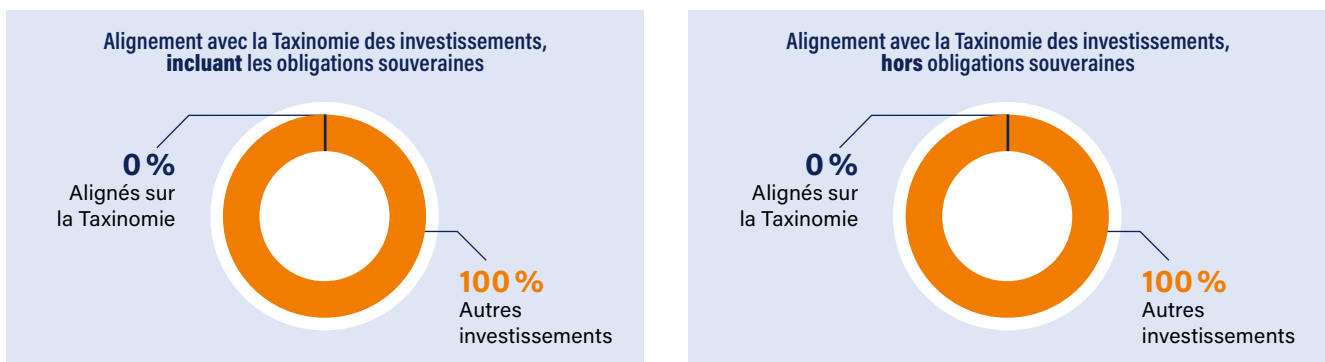 Alignement avec la Taxinomie des investissements,
incluant les obligations souveraines
0 %
Alignés sur
la Taxinomie
100 %
Autres
investissements
Alignement avec la Taxinomie des investissements,
hors obligations souveraines
0 %
Alignés sur
la Taxinomie
100 %
Autres
investissements